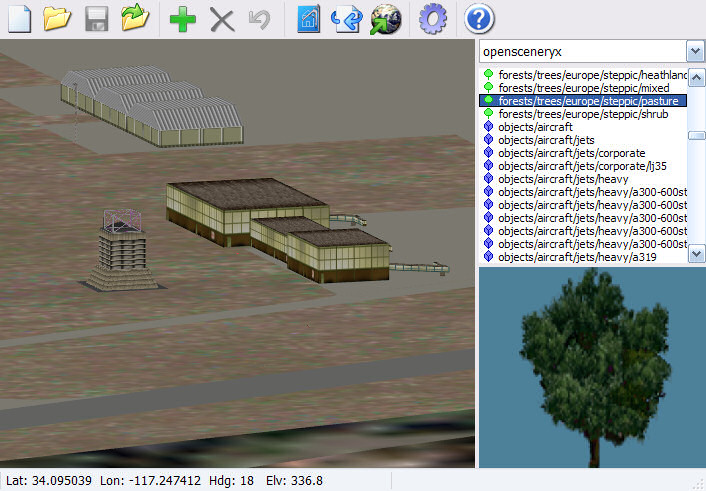 opensceneryx
forests/trees/europe/steppic/heathland
forests/trees/europe/steppic/mixed
forests/trees/europe/steppic/pasture
forests/trees/europe/steppic/shrub
objects/aircraft
objects/aircraft/jets
objects/aircraft/jets/corporate
objects/aircraft/jets/corporate/lj35
objects/aircraft/jets/heavy
objects/aircraft/jets/heavy/a300-600st
objects/aircraft/jets/heavy/a300-600st
objects/aircraft/jets/heavy/a300-600st
objects/aircraft/jets/heavy/a300-600st
objects/aircraft/jets/heavy/a300-600st
objects/aircraft/jets/heavy/a319
Lat: 34.095039 Lon: -117.247412 Hdg: 18 Elv: 336.8